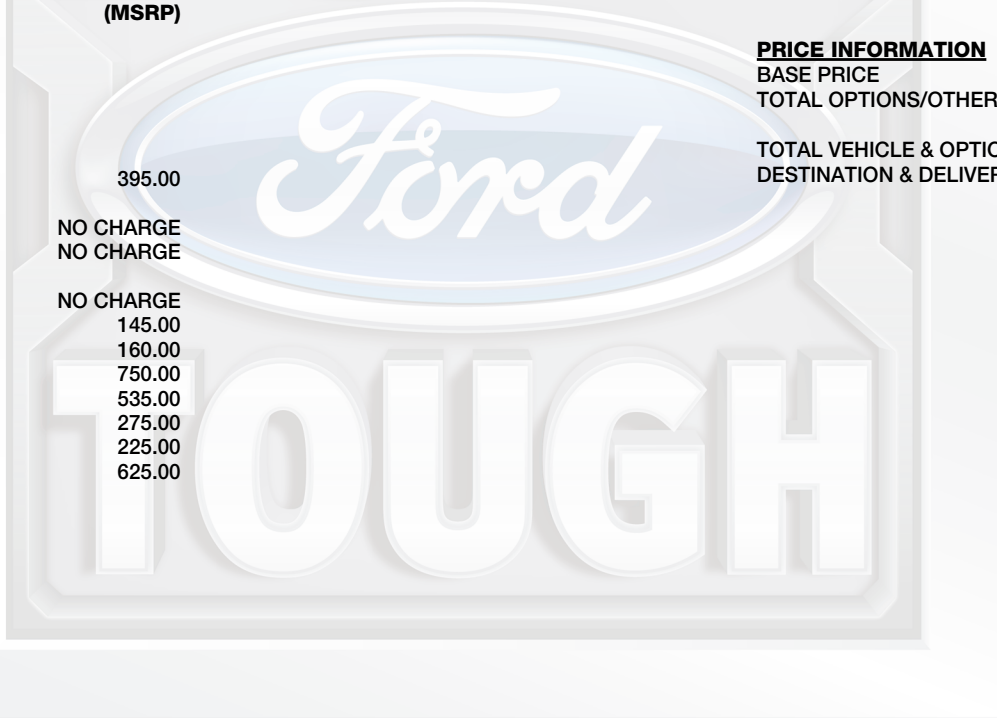 (MSRP)
395.00
NO CHARGE
NO CHARGE
NO CHARGE
145.00
160.00
750.00
535.00
275.00
225.00
625.00
PRICE INFORMATION
BASE PRICE
TOTAL OPTIONS/OTHER
TOTAL VEHICLE & OPTIO
DESTINATION & DELIVER
Ford
TOUGH